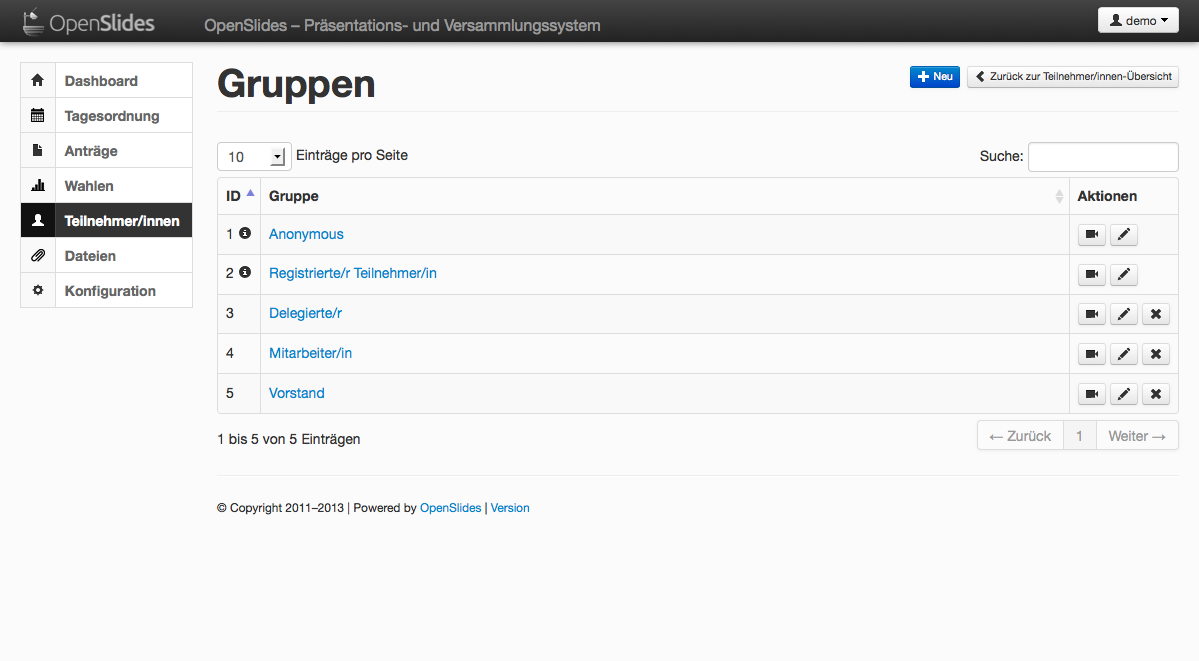 OpenSlides OpenSlides – Präsentations- und Versammlungssystem demo
Dashboard
Tagesordnung
Anträge
Wahlen
Teilnehmer/innen
Dateien
Konfiguration
Gruppen
Neu Zurück zur Teilnehmer/innen-Übersicht
10 Einträge pro Seite Suche:
ID Gruppe Aktionen
1 Anonymous
2 Registrierte/r Teilnehmer/in
3 Delegierte/r
4 Mitarbeiter/in
5 Vorstand
1 bis 5 von 5 Einträgen ← Zurück 1 Weiter →
© Copyright 2011–2013 | Powered by OpenSlides | Version